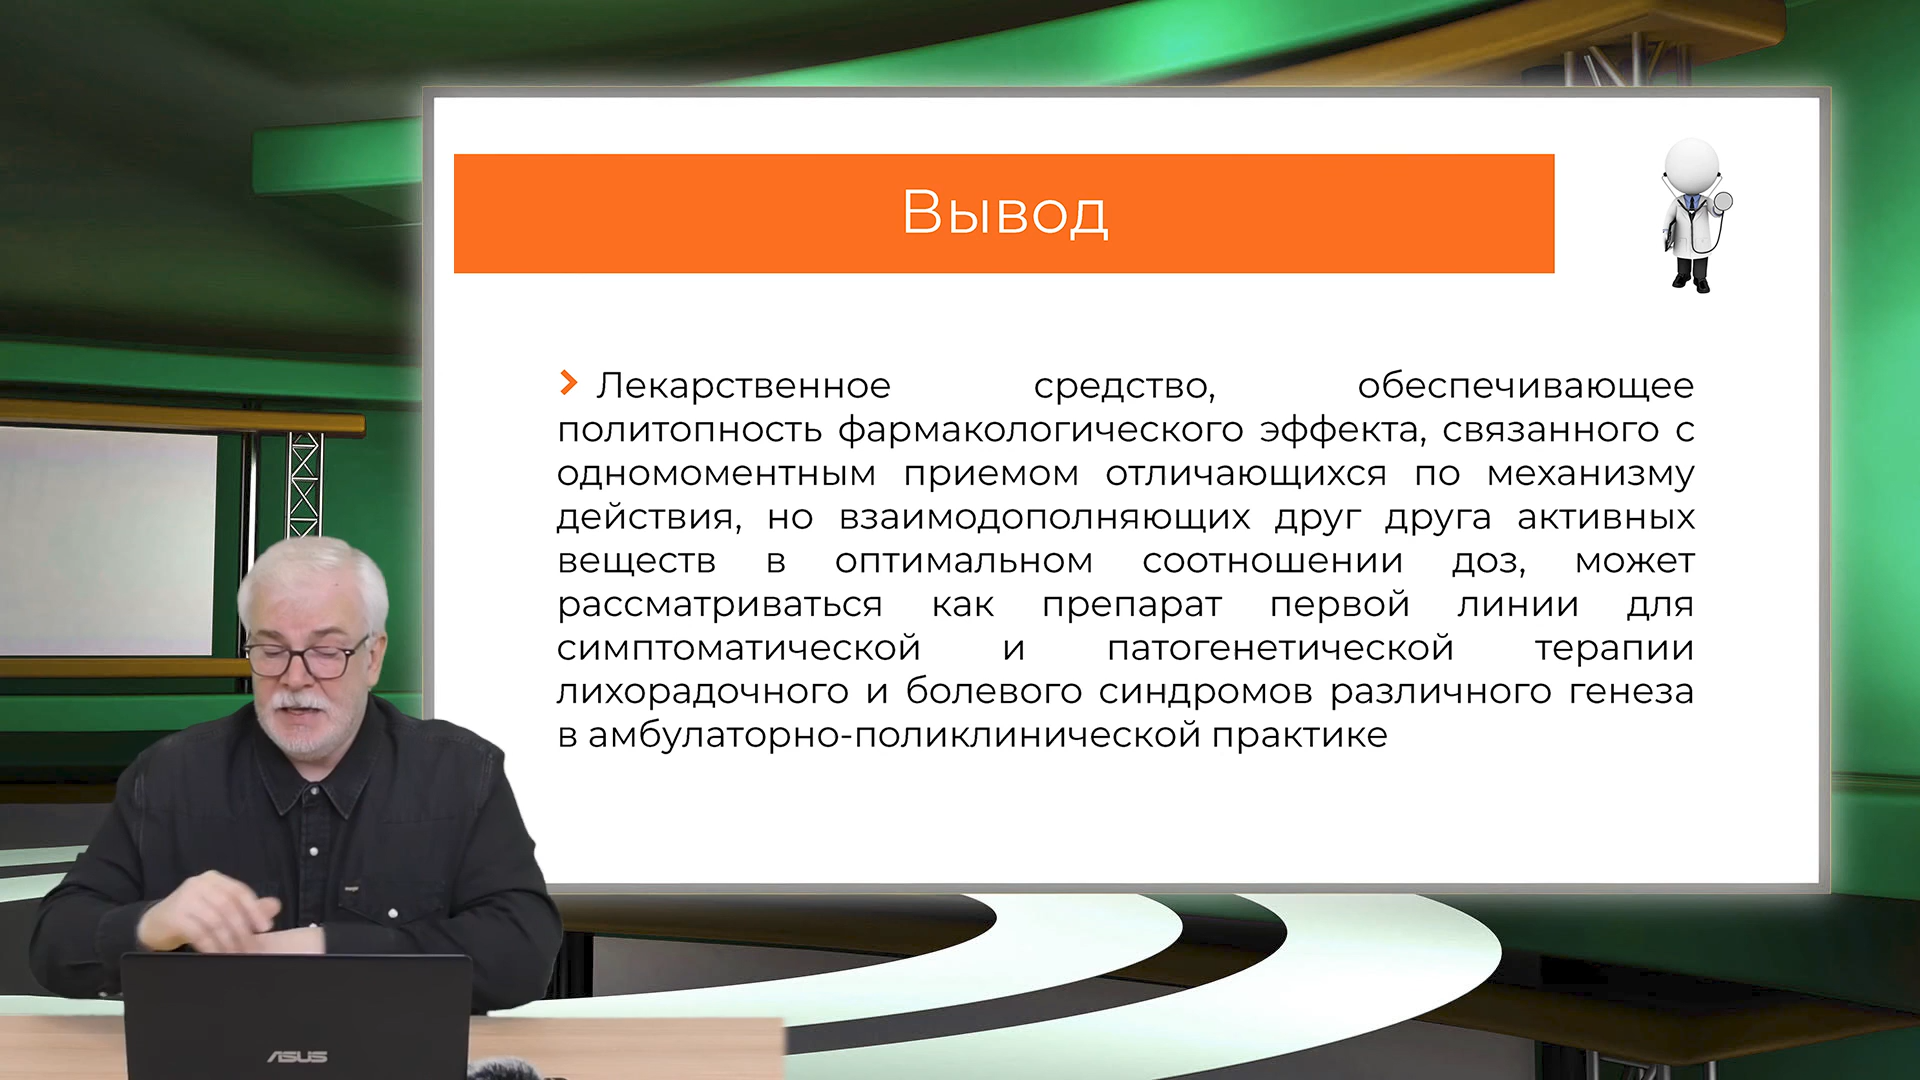 Вывод
Лекарственное средство, обеспечивающее
политопность фармакологического эффекта, связанного с
одномоментным приемом отличающихся по механизму
действия, но взаимодополняющих друг друга активных
веществ в оптимальном соотношении доз, может
рассматриваться как препарат первой линии для
симптоматической и патогенетической терапии
лихорадочного и болевого синдромов различного генеза
в амбулаторно-поликлинической практике
ASUS